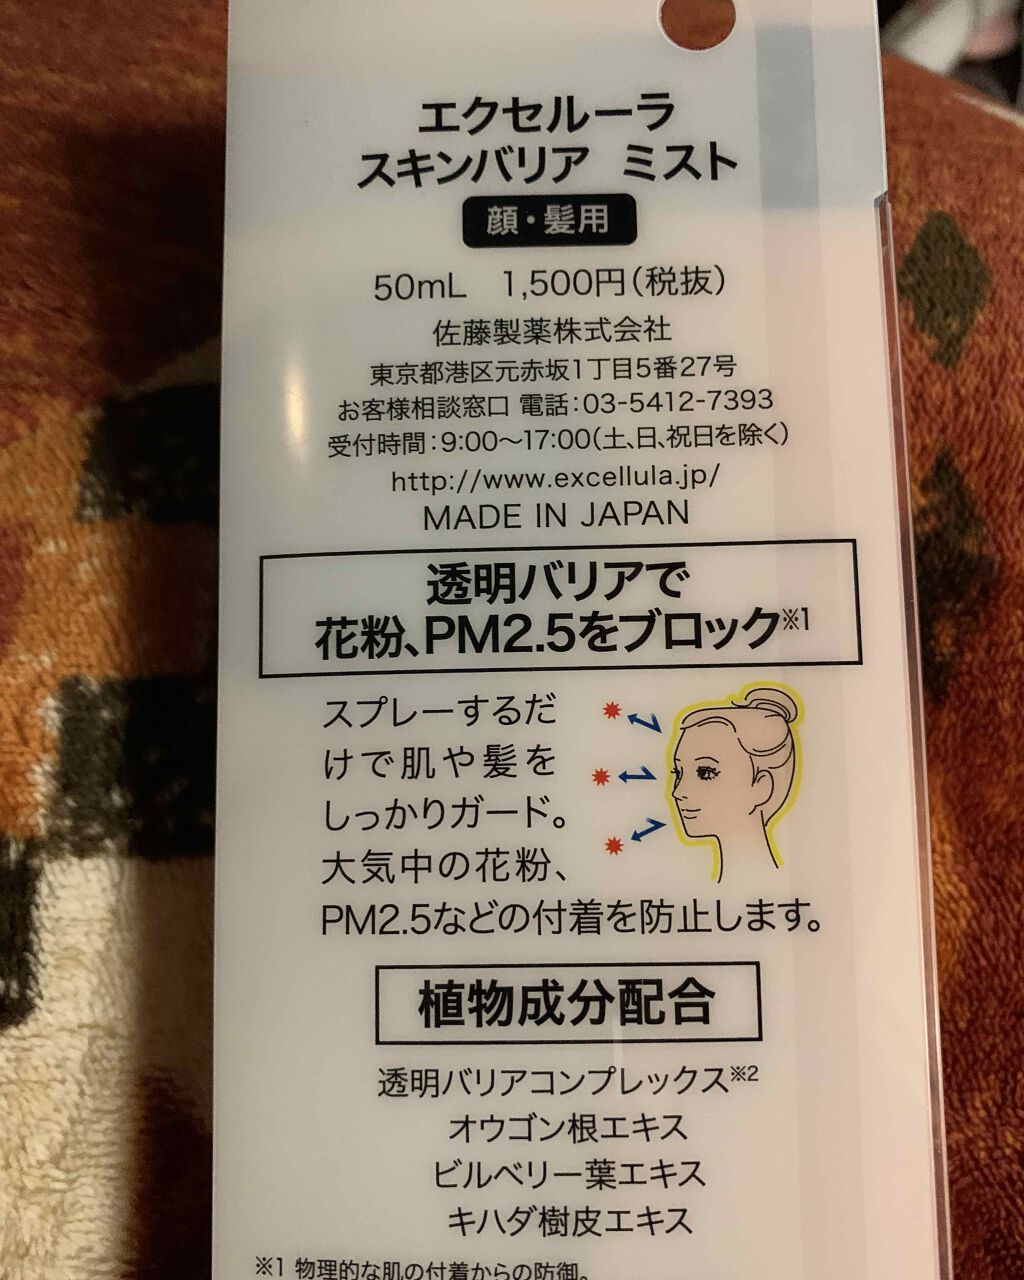 エクセルーラ
スキンバリア ミスト
顔・髪用
50mL 1,500円(税抜)
佐藤製薬株式会社
東京都港区元赤坂1丁目5番27号
お客様相談窓口 電話:03-5412-7393
受付時間:9:00〜17:00(土、日、祝日を除く)
http://www.excellula.jp/
MADE IN JAPAN
透明バリアで
花粉、PM2.5をブロック※1
スプレーするだ
けで肌や髪を
しっかりガード。
大気中の花粉、
PM2.5などの付着を防止します。
植物成分配合
透明バリアコンプレックス※2
オウゴン根エキス
ビルベリー葉エキス
キハダ樹皮エキス
※1 物理的な肌の付着からの防御。